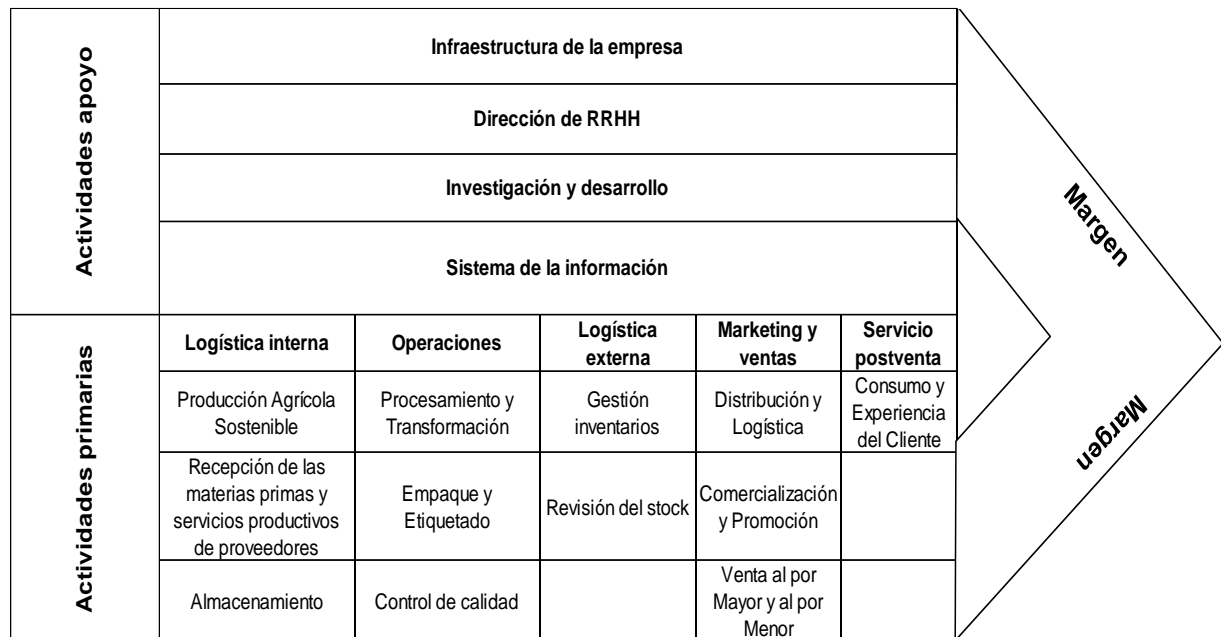 Actividades apoyo
Infraestructura de la empresa
Dirección de RRHH
Investigación y desarrollo
Sistema de la información
Margen
Margen
Actividades primarias
Logística interna
Operaciones
Logística
externa
Marketing y
ventas
Servicio
postventa
Producción Agrícola
Sostenible
Procesamiento y
Transformación
Gestión
inventarios
Distribución y
Logística
Consumo y
Experiencia
del Cliente
Recepción de las
materias primas y
servicios productivos
de proveedores
Empaque y
Etiquetado
Revisión del stock
Comercialización
y Promoción
Almacenamiento
Control de calidad
Venta al por
Mayor y al por
Menor